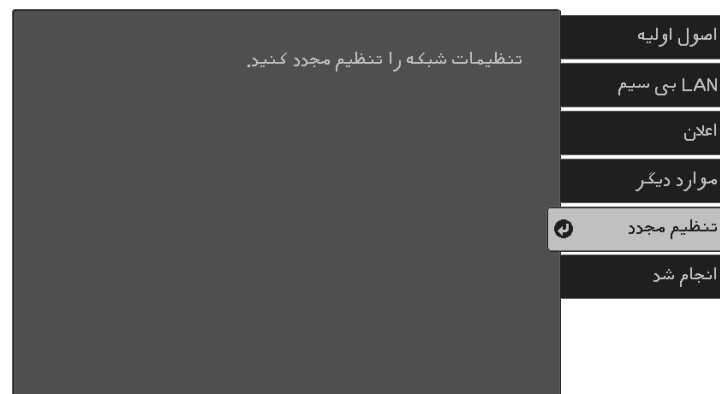 اصول اولیه
LAN بی سیم
اعلان
موارد دیگر
تنظیم مجدد
انجام شد
تنظیمات شبکه را تنظیم مجدد کنید.